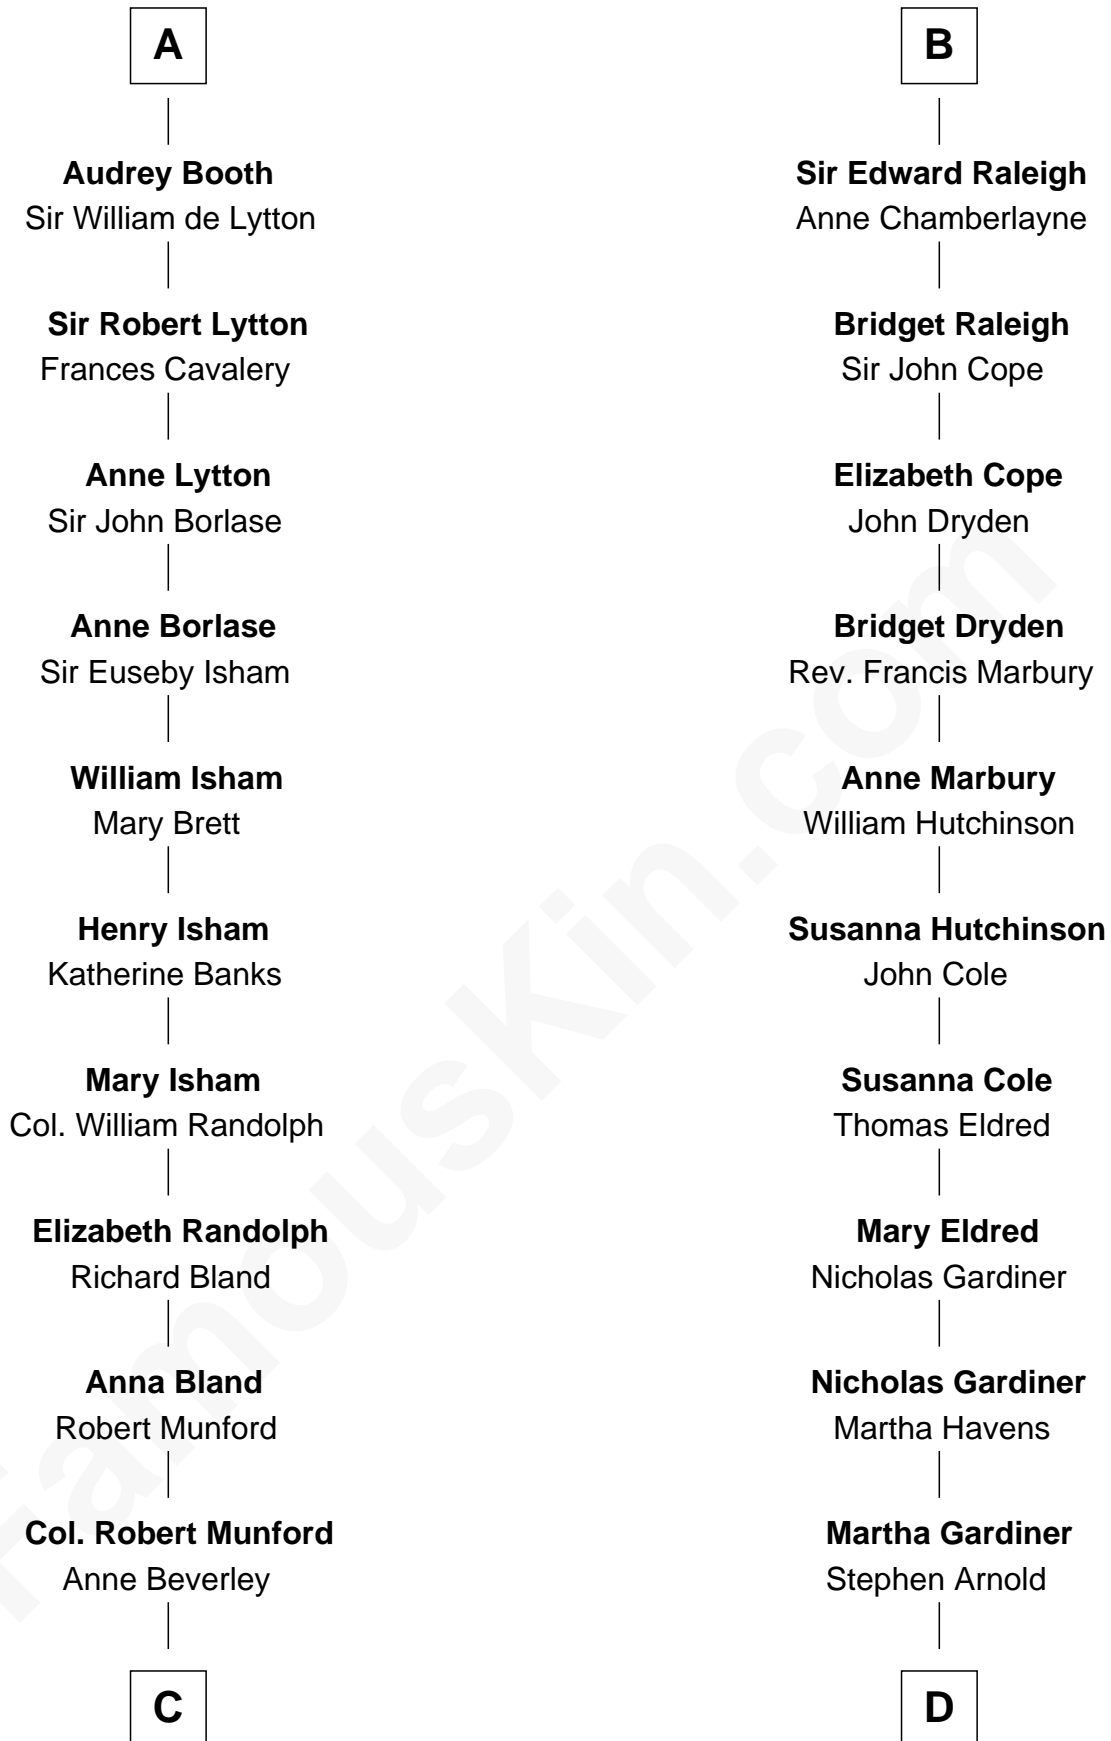 A
Audrey Booth
Sir William de Lytton
Sir Robert Lytton
Frances Cavalery
Anne Lytton
Sir John Borlase
Anne Borlase
Sir Euseby Isham
William Isham
Mary Brett
Henry Isham
Katherine Banks
Mary Isham
Col. William Randolph
Elizabeth Randolph
Richard Bland
Anna Bland
Robert Munford
Col. Robert Munford
Anne Beverley
C
B
Sir Edward Raleigh
Anne Chamberlayne
Bridget Raleigh
Sir John Cope
Elizabeth Cope
John Dryden
Bridget Dryden
Rev. Francis Marbury
Anne Marbury
William Hutchinson
Susanna Hutchinson
John Cole
Susanna Cole
Thomas Eldred
Mary Eldred
Nicholas Gardiner
Nicholas Gardiner
Martha Havens
Martha Gardiner
Stephen Arnold
D
FamousKin.com